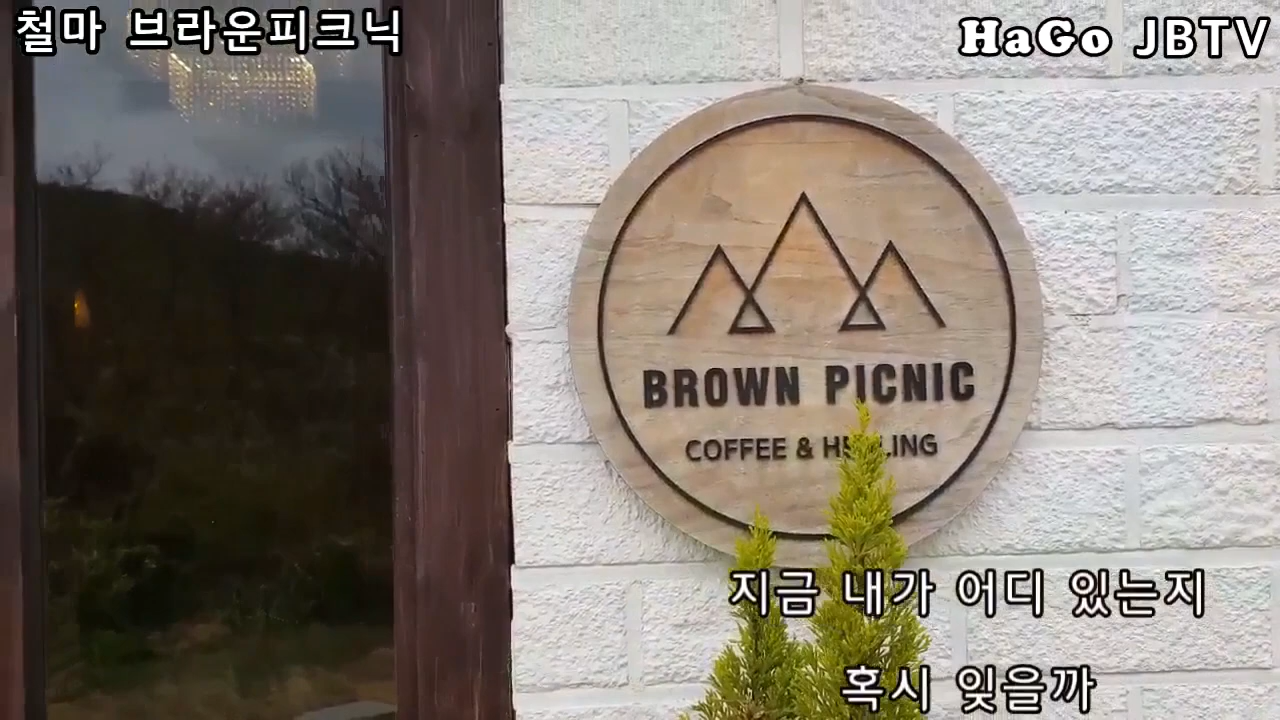 철마 브라운피크닉
HaGo JBTV
BROWN PICNIC
COFFEE &
지금 내가 어디 있는지
혹시 잊을까